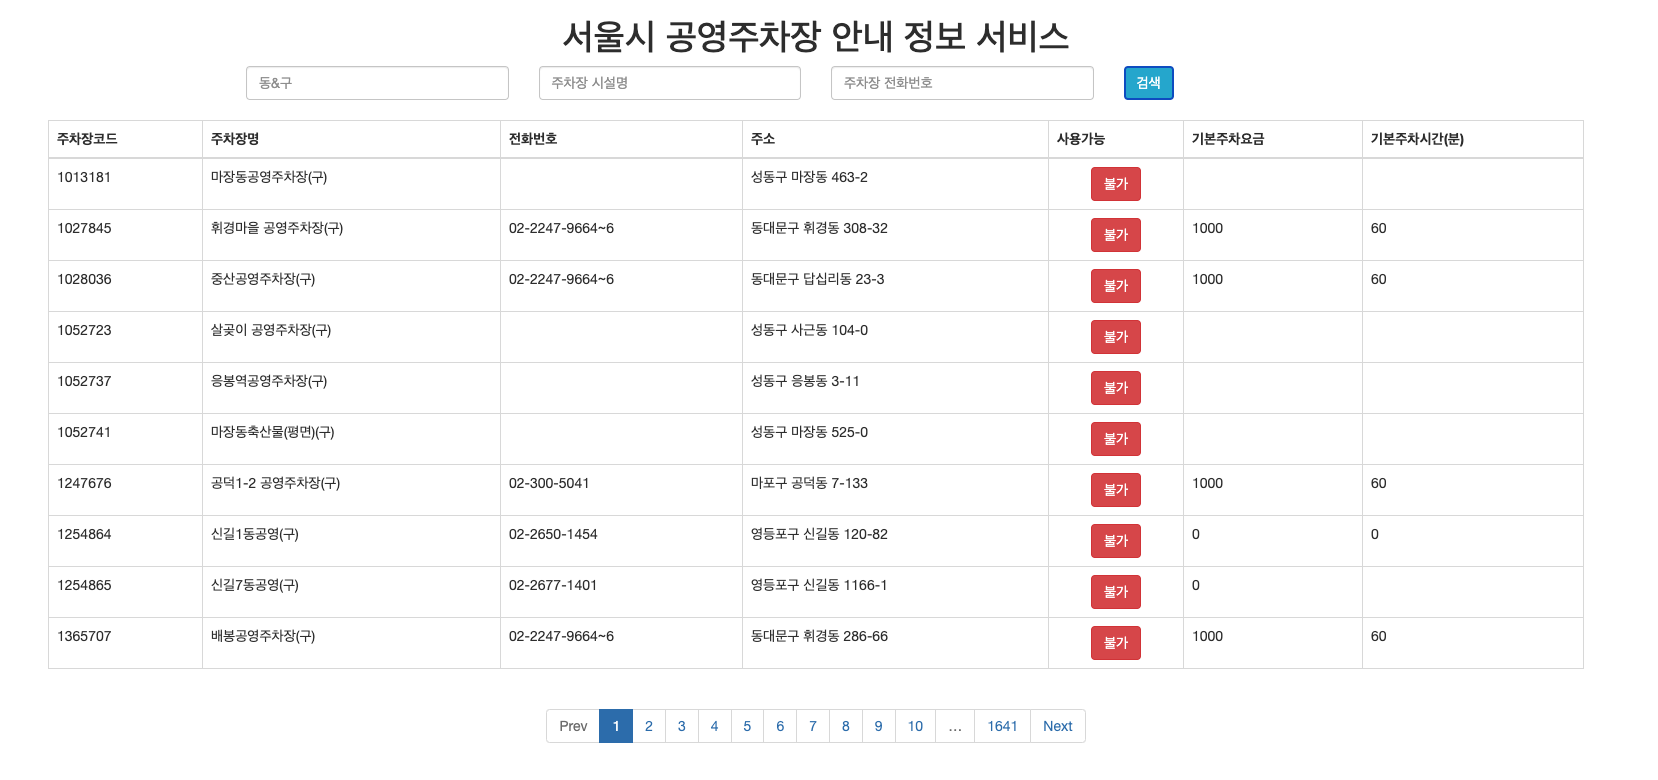 서울시 공영주차장 안내 정보 서비스
동&구 주차장 시설명 주차장 전화번호 검색
주차장코드 주차장명 전화번호 주소 사용가능 기본주차요금 기본주차시간(분)
1013181 마장동공영주차장(구) 성동구 마장동 463-2 불가
1027845 휘경마을 공영주차장(구) 02-2247-9664~6 동대문구 휘경동 308-32 불가 1000 60
1028036 중산공영주차장(구) 02-2247-9664~6 동대문구 답십리동 23-3 불가 1000 60
1052723 살곶이 공영주차장(구) 성동구 사근동 104-0 불가
1052737 응봉역공영주차장(구) 성동구 응봉동 3-11 불가
1052741 마장동축산물(평면)(구) 성동구 마장동 525-0 불가
1247676 공덕1-2 공영주차장(구) 02-300-5041 마포구 공덕동 7-133 불가 1000 60
1254864 신길1동공영(구) 02-2650-1454 영등포구 신길동 120-82 불가 0 0
1254865 신길7동공영(구) 02-2677-1401 영등포구 신길동 1166-1 불가 0
1365707 배봉공영주차장(구) 02-2247-9664~6 동대문구 휘경동 286-66 불가 1000 60
Prev 1 2 3 4 5 6 7 8 9 10 ... 1641 Next